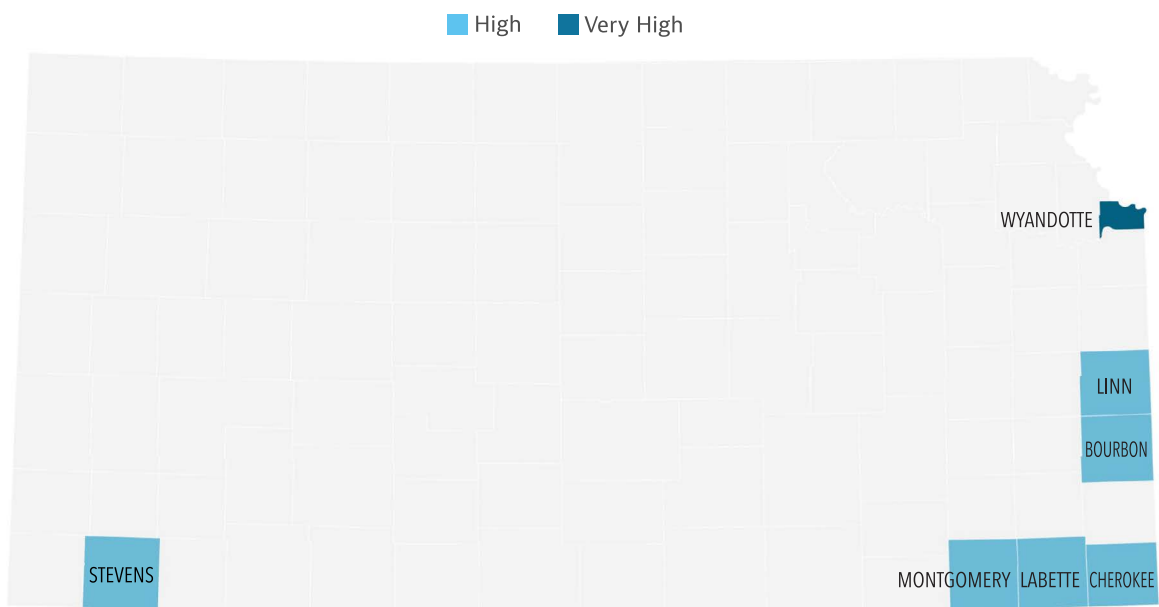 High Very High
WYANDOTTE
LINN
BOURBON
STEVENS
MONTGOMERY LABETTE CHEROKEE